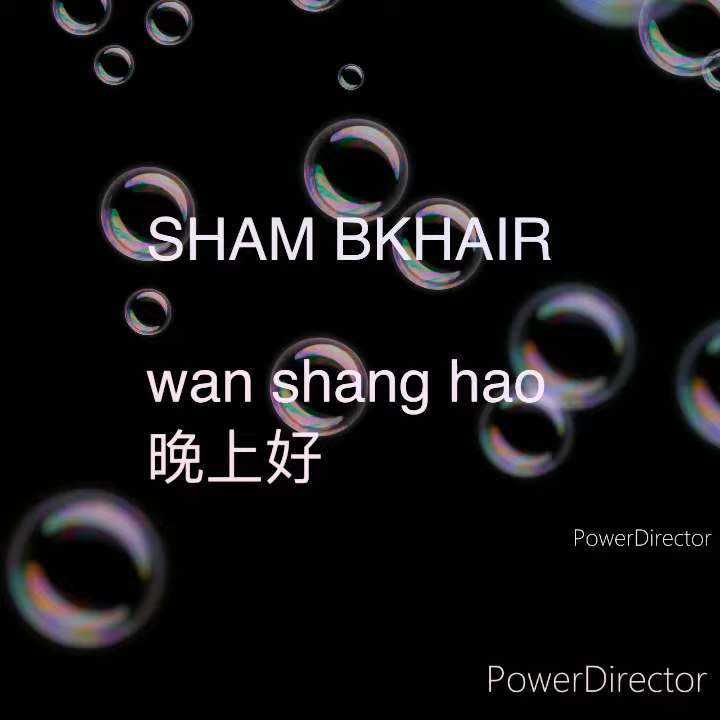 SHAM BKHAIR
wan shang hao
晚上好
PowerDirector
PowerDirector